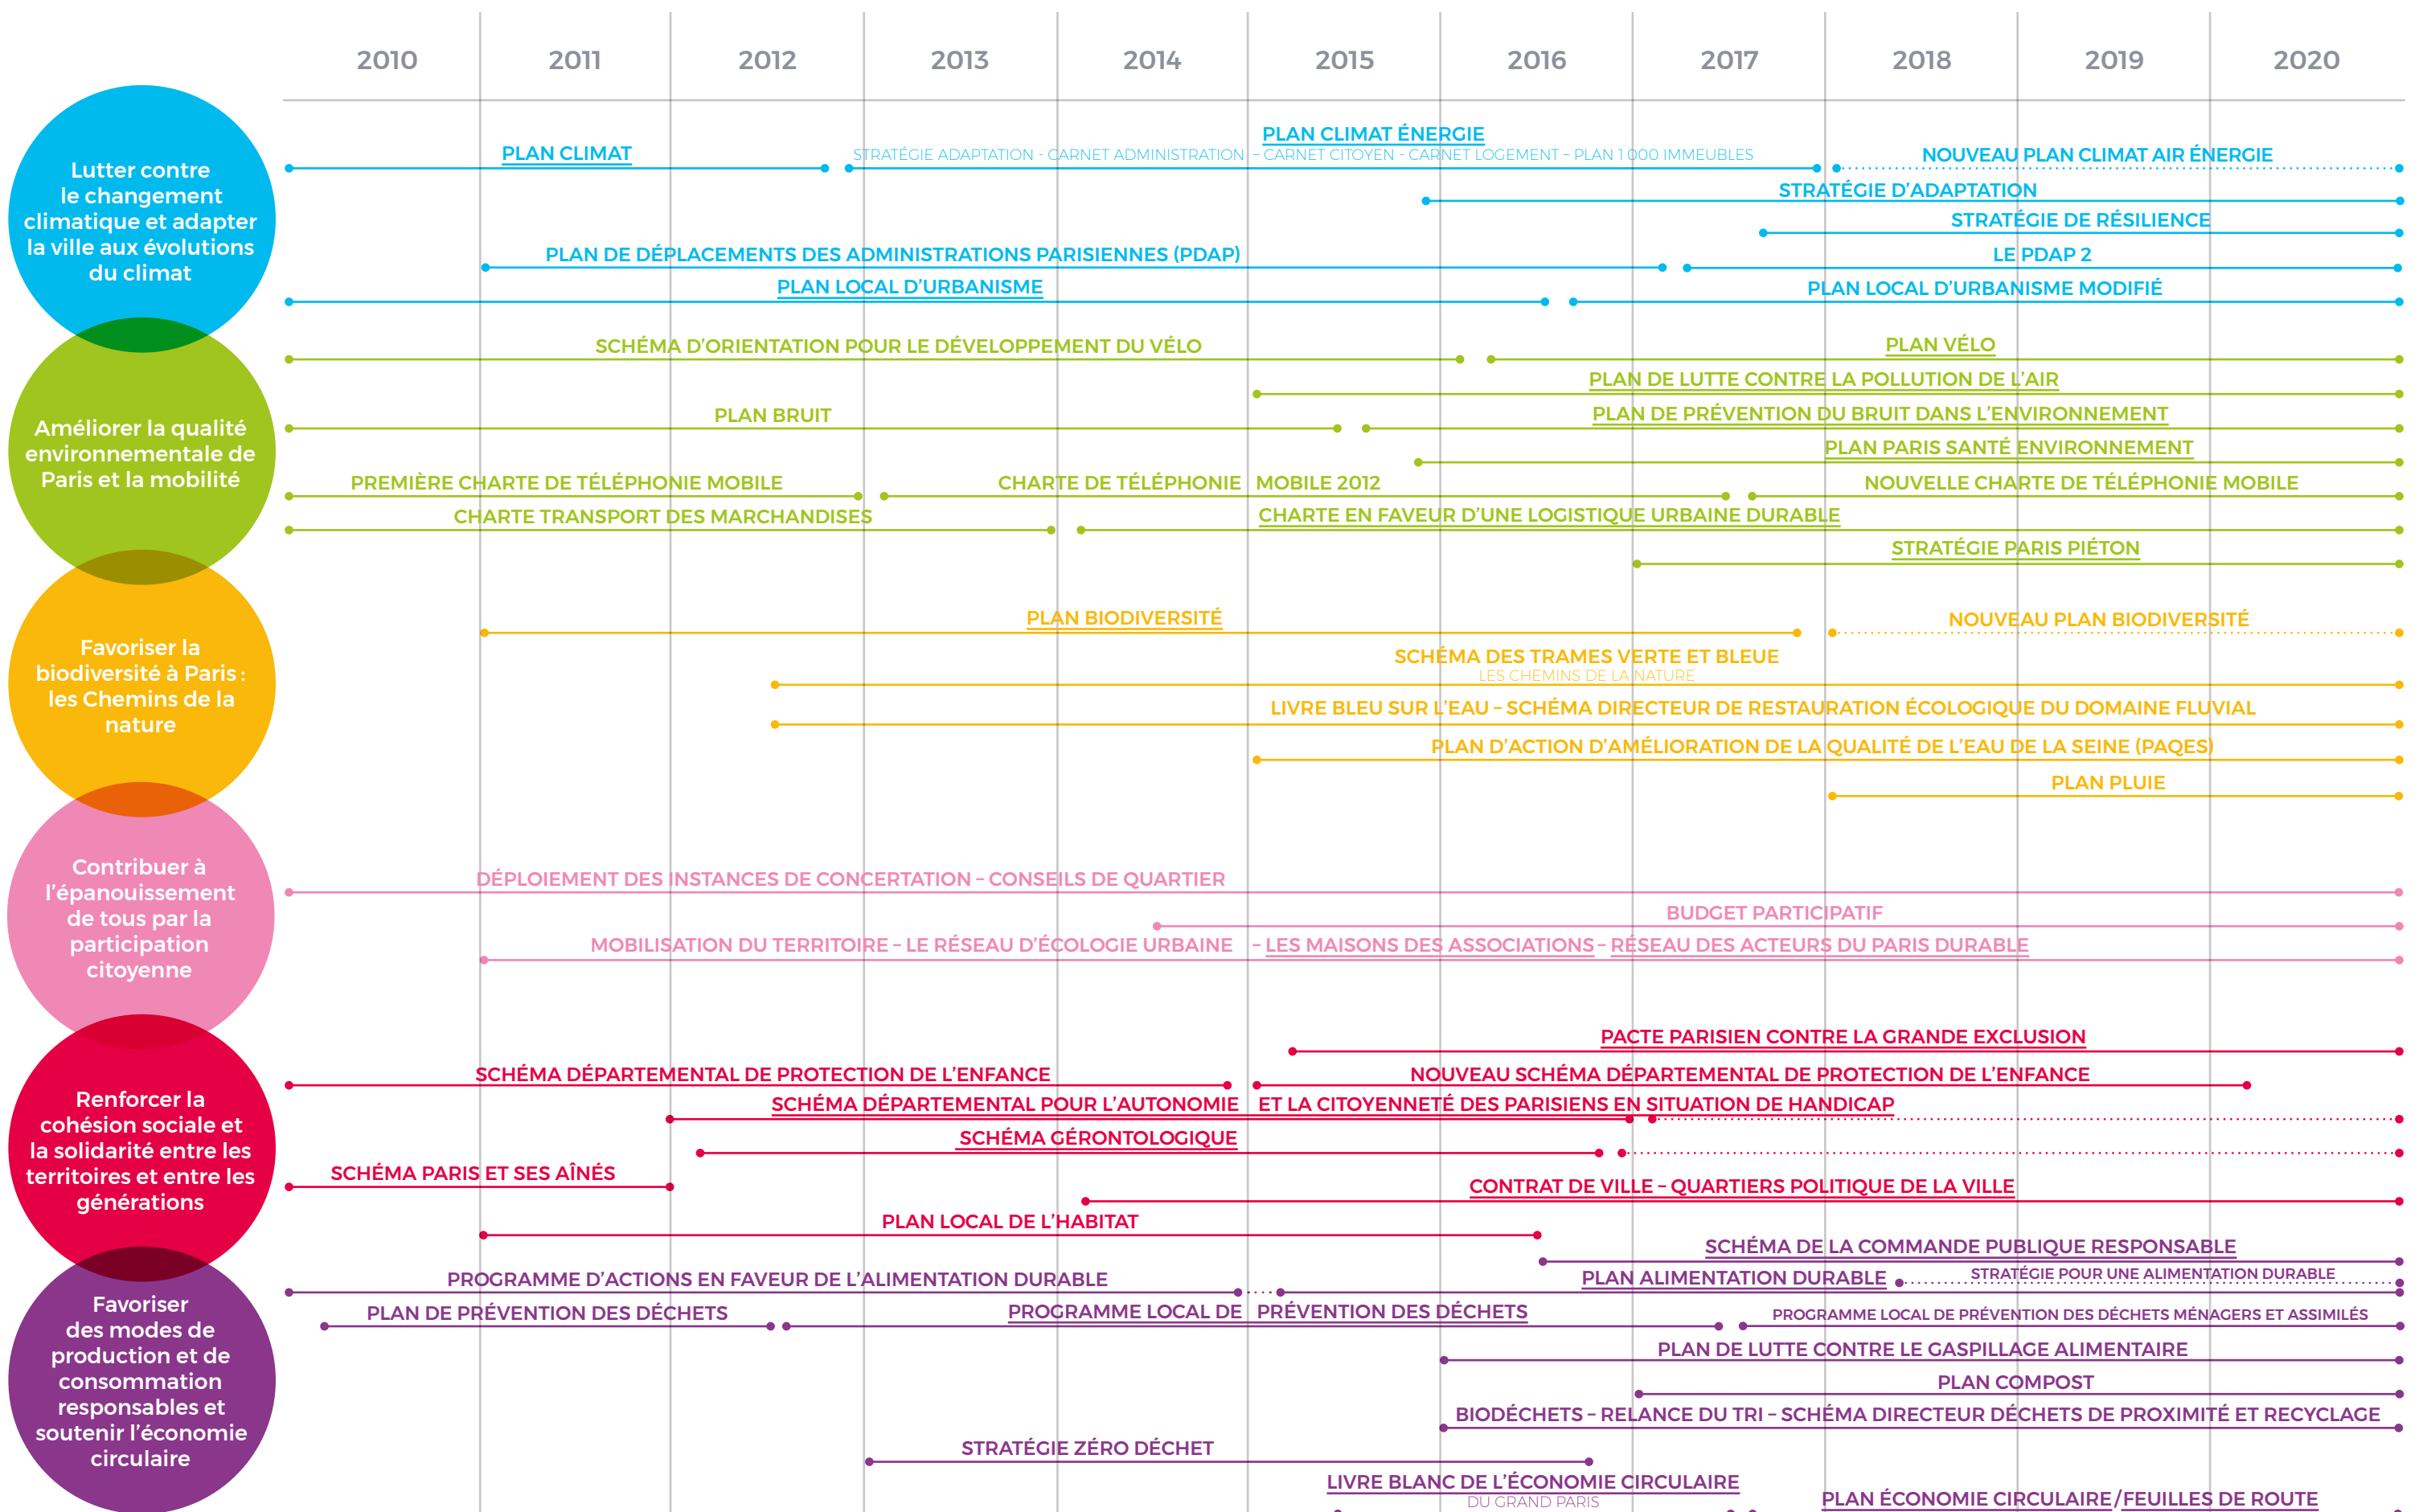 2010 2011 2012 2013 2014 2015 2016 2017 2018 2019 2020
Lutter contre
le changement
climatique et adapter
la ville aux évolutions
du climat
PLAN CLIMAT
PLAN CLIMAT ÉNERGIE
STRATÉGIE ADAPTATION - CARNET ADMINISTRATION – CARNET CITOYEN - CARNET LOGEMENT – PLAN 1 000 IMMEUBLES
NOUVEAU PLAN CLIMAT AIR ÉNERGIE
STRATÉGIE D'ADAPTATION
STRATÉGIE DE RÉSILIENCE
PLAN DE DÉPLACEMENTS DES ADMINISTRATIONS PARISIENNES (PDAP)
LE PDAP 2
PLAN LOCAL D'URBANISME
PLAN LOCAL D'URBANISME MODIFIÉ
Améliorer la qualité
environnementale de
Paris et la mobilité
SCHÉMA D'ORIENTATION POUR LE DÉVELOPPEMENT DU VÉLO
PLAN VÉLO
PLAN DE LUTTE CONTRE LA POLLUTION DE L'AIR
PLAN BRUIT
PLAN DE PRÉVENTION DU BRUIT DANS L'ENVIRONNEMENT
PLAN PARIS SANTÉ ENVIRONNEMENT
PREMIÈRE CHARTE DE TÉLÉPHONIE MOBILE
CHARTE DE TÉLÉPHONIE MOBILE 2012
NOUVELLE CHARTE DE TÉLÉPHONIE MOBILE
CHARTE TRANSPORT DES MARCHANDISES
CHARTE EN FAVEUR D'UNE LOGISTIQUE URBAINE DURABLE
STRATÉGIE PARIS PIÉTON
Favoriser la
biodiversité à Paris :
les Chemins de la
nature
PLAN BIODIVERSITÉ
NOUVEAU PLAN BIODIVERSITÉ
SCHÉMA DES TRAMES VERTE ET BLEUE
LES CHEMINS DE LA NATURE
LIVRE BLEU SUR L'EAU – SCHÉMA DIRECTEUR DE RESTAURATION ÉCOLOGIQUE DU DOMAINE FLUVIAL
PLAN D'ACTION D'AMÉLIORATION DE LA QUALITÉ DE L'EAU DE LA SEINE (PAQES)
PLAN PLUIE
Contribuer à
l'épanouissement
de tous par la
participation
citoyenne
DÉPLOIEMENT DES INSTANCES DE CONCERTATION – CONSEILS DE QUARTIER
BUDGET PARTICIPATIF
MOBILISATION DU TERRITOIRE – LE RÉSEAU D'ÉCOLOGIE URBAINE – LES MAISONS DES ASSOCIATIONS – RÉSEAU DES ACTEURS DU PARIS DURABLE
Renforcer la
cohésion sociale et
la solidarité entre les
territoires et entre les
générations
PACTE PARISIEN CONTRE LA GRANDE EXCLUSION
SCHÉMA DÉPARTEMENTAL DE PROTECTION DE L'ENFANCE
NOUVEAU SCHÉMA DÉPARTEMENTAL DE PROTECTION DE L'ENFANCE
SCHÉMA DÉPARTEMENTAL POUR L'AUTONOMIE ET LA CITOYENNETÉ DES PARISIENS EN SITUATION DE HANDICAP
SCHÉMA GÉRONTOLOGIQUE
SCHÉMA PARIS ET SES AÎNÉS
CONTRAT DE VILLE – QUARTIERS POLITIQUE DE LA VILLE
PLAN LOCAL DE L'HABITAT
Favoriser
des modes de
production et de
consommation
responsables et
soutenir l'économie
circulaire
SCHÉMA DE LA COMMANDE PUBLIQUE RESPONSABLE
PROGRAMME D'ACTIONS EN FAVEUR DE L'ALIMENTATION DURABLE
PLAN ALIMENTATION DURABLE
STRATÉGIE POUR UNE ALIMENTATION DURABLE
PLAN DE PRÉVENTION DES DÉCHETS
PROGRAMME LOCAL DE PRÉVENTION DES DÉCHETS
PROGRAMME LOCAL DE PRÉVENTION DES DÉCHETS MÉNAGERS ET ASSIMILÉS
PLAN DE LUTTE CONTRE LE GASPILLAGE ALIMENTAIRE
PLAN COMPOST
BIODÉCHETS – RELANCE DU TRI – SCHÉMA DIRECTEUR DÉCHETS DE PROXIMITÉ ET RECYCLAGE
STRATÉGIE ZÉRO DÉCHET
LIVRE BLANC DE L'ÉCONOMIE CIRCULAIRE
DU GRAND PARIS
PLAN ÉCONOMIE CIRCULAIRE/FEUILLES DE ROUTE